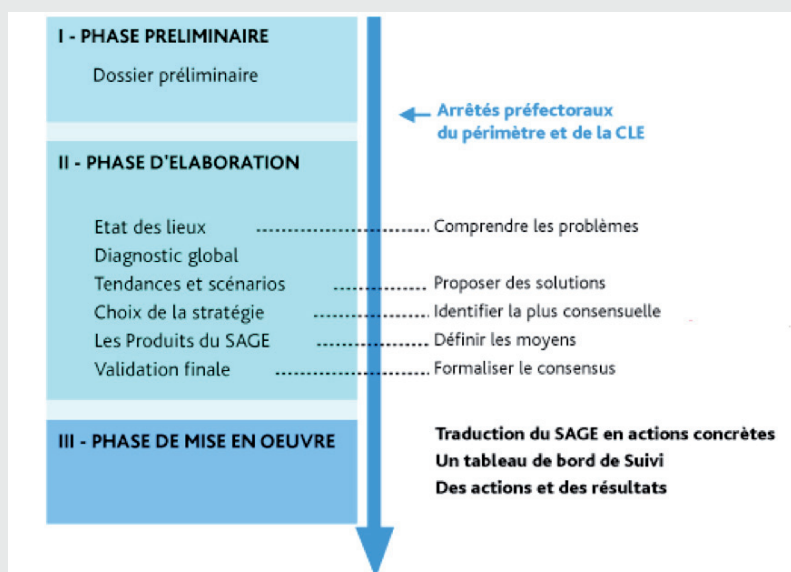 I - PHASE PRELIMINAIRE
Dossier préliminaire
Arrêtés préfectoraux
du périmètre et de la CLE
II - PHASE D'ELABORATION
Etat des lieux ................ Comprendre les problèmes
Diagnostic global
Tendances et scénarios ................ Proposer des solutions
Choix de la stratégie ................ Identifier la plus consensuelle
Les Produits du SAGE ................ Définir les moyens
Validation finale ................ Formaliser le consensus
III - PHASE DE MISE EN OEUVRE
Traduction du SAGE en actions concrètes
Un tableau de bord de Suivi
Des actions et des résultats